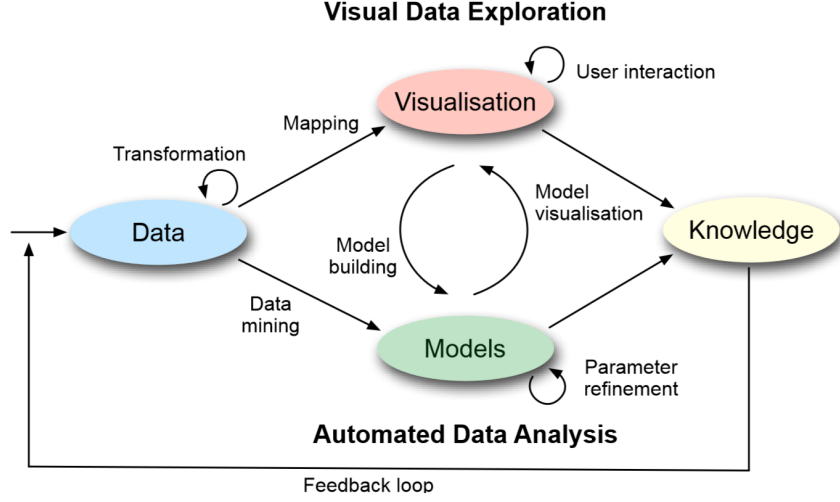 Visual Data Exploration
User interaction
Visualisation
Mapping
Transformation
Model
visualisation
Data
Knowledge
Model
building
Data
mining
Models
Parameter
refinement
Automated Data Analysis
Feedback loop